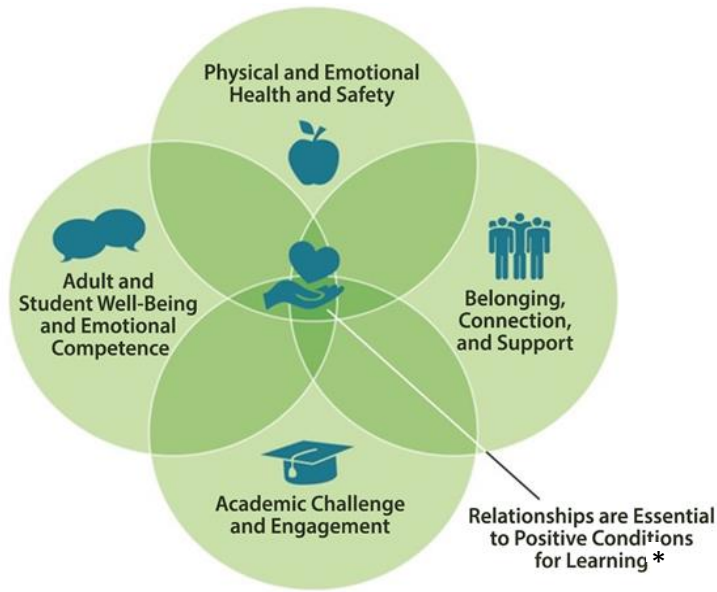 Physical and Emotional
Health and Safety
Adult and
Student Well-Being
and Emotional
Competence
Belonging,
Connection,
and Support
Academic Challenge
and Engagement
Relationships are Essential
to Positive Conditions
for Learning *